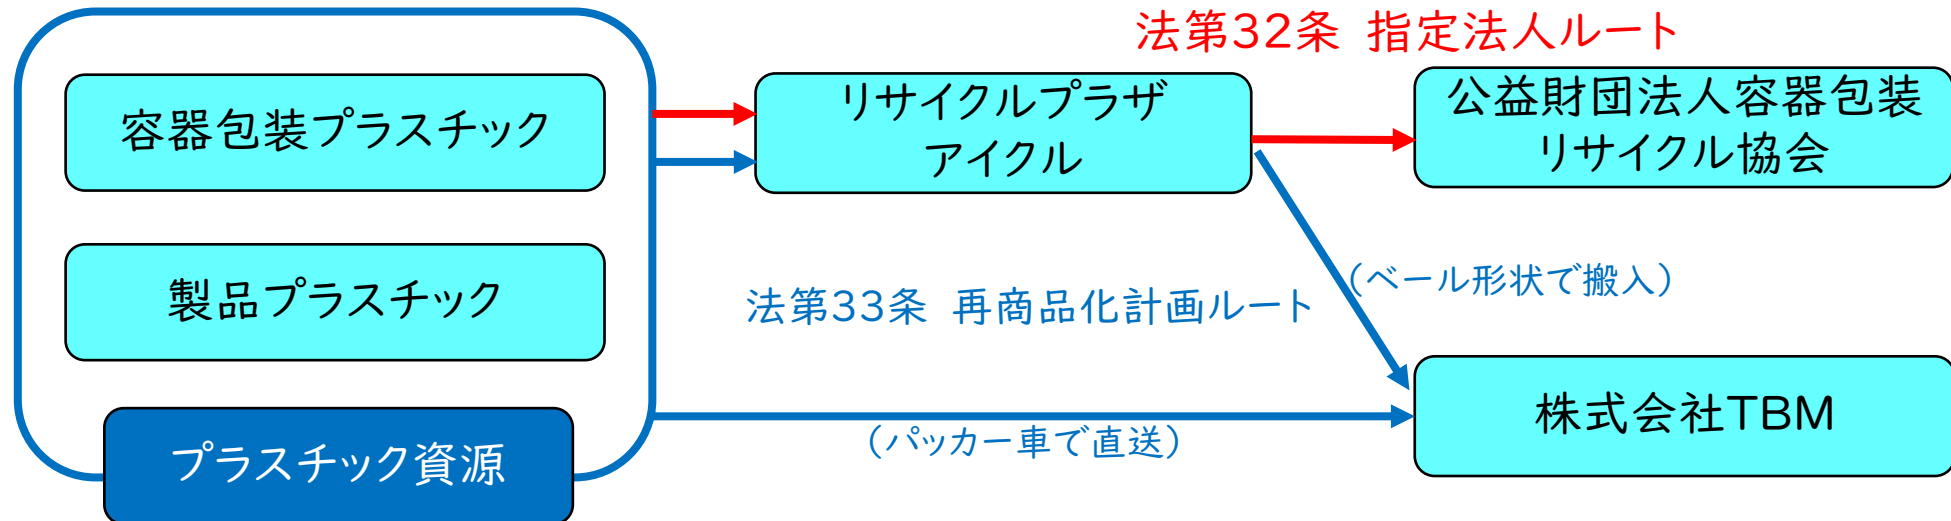 法第32条 指定法人ルート
容器包装プラスチック
リサイクルプラザ
アイクル
公益財団法人容器包装
リサイクル協会
製品プラスチック
法第33条 再商品化計画ルート
(ベール形状で搬入)
プラスチック資源
(パッカー車で直送)
株式会社TBM